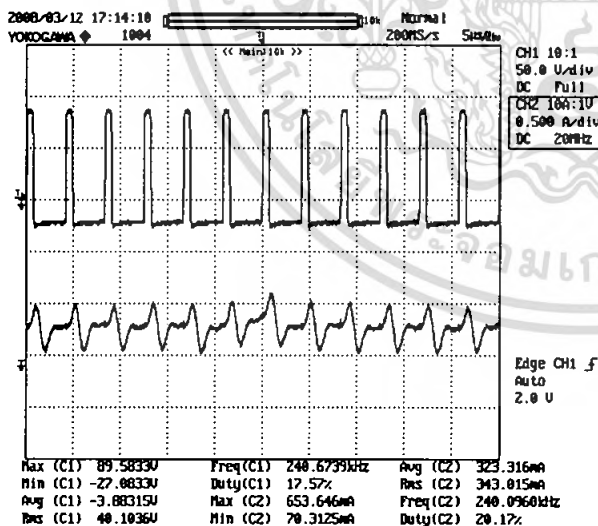 2008/03/12 17:14:18
10k
Normal
YOKOGAWA ◆ 1004
200MS/s 5us/div
<< Main:10k >>
CH1 10:1
50.0 V/div
DC Full
CH2 10A:1V
0.500 A/div
DC 20MHz
Edge CH1
Auto
2.0 V
Max (C1) 89.5833V Freq(C1) 240.6739kHz Avg (C2) 323.316mA
Min (C1) -27.0833V Duty(C1) 17.57% Rms (C2) 343.015mA
Avg (C1) -3.88315V Max (C2) 653.646mA Freq(C2) 240.0960kHz
Rms (C1) 40.1036V Min (C2) 70.3125mA Duty(C2) 20.17%